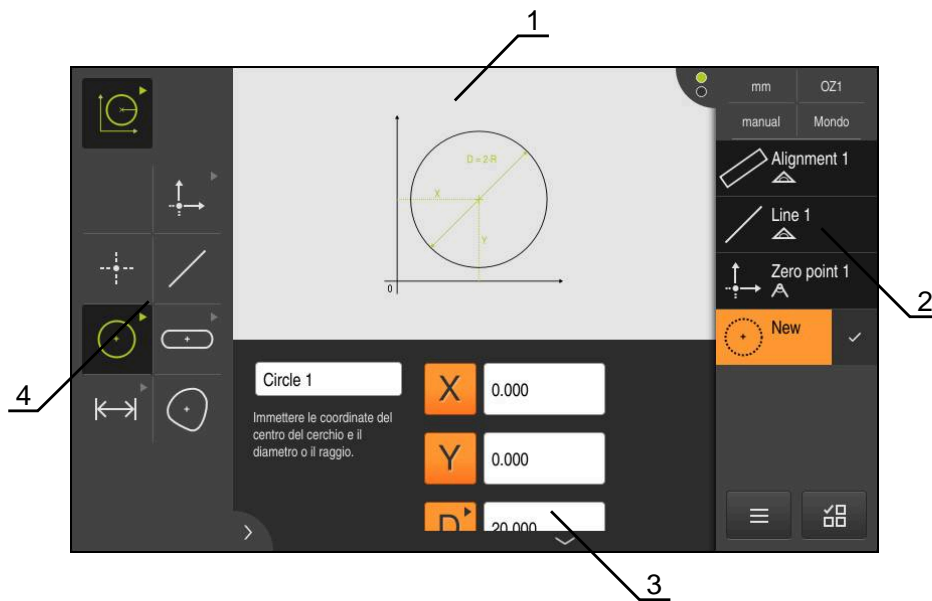 1
mm
OZ1
manual
Mondo
Alignment 1
Line 1
Zero point 1
New
2
D = 2·R
X
Y
0
4
Circle 1
Immettere le coordinate del
centro del cerchio e il
diametro o il raggio.
X
0.000
Y
0.000
D
20.000
3